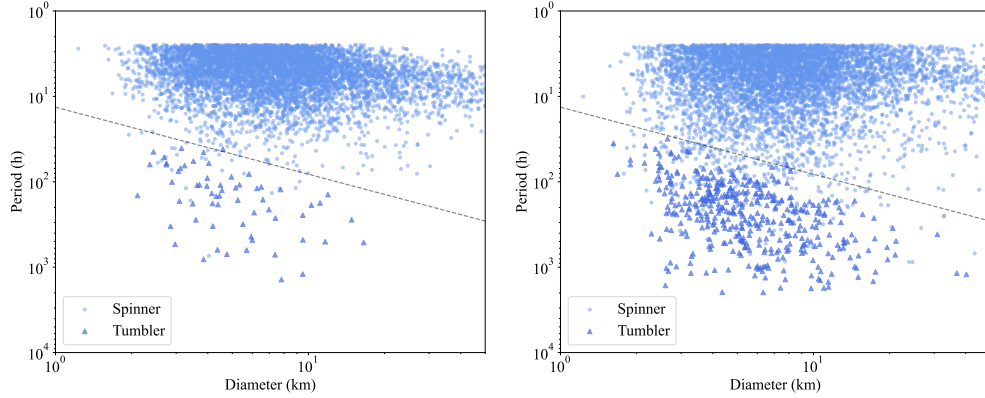 10^0
10^1
10^2
10^3
10^4
Period (h)
10^0
10^1
Diameter (km)
Spinner
Tumbler
10^0
10^1
10^2
10^3
10^4
Period (h)
10^0
10^1
Diameter (km)
Spinner
Tumbler